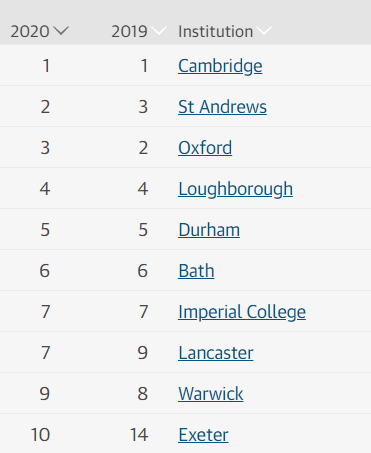 2020 2019 Institution
1 1 Cambridge
2 3 St Andrews
3 2 Oxford
4 4 Loughborough
5 5 Durham
6 6 Bath
7 7 Imperial College
7 9 Lancaster
9 8 Warwick
10 14 Exeter